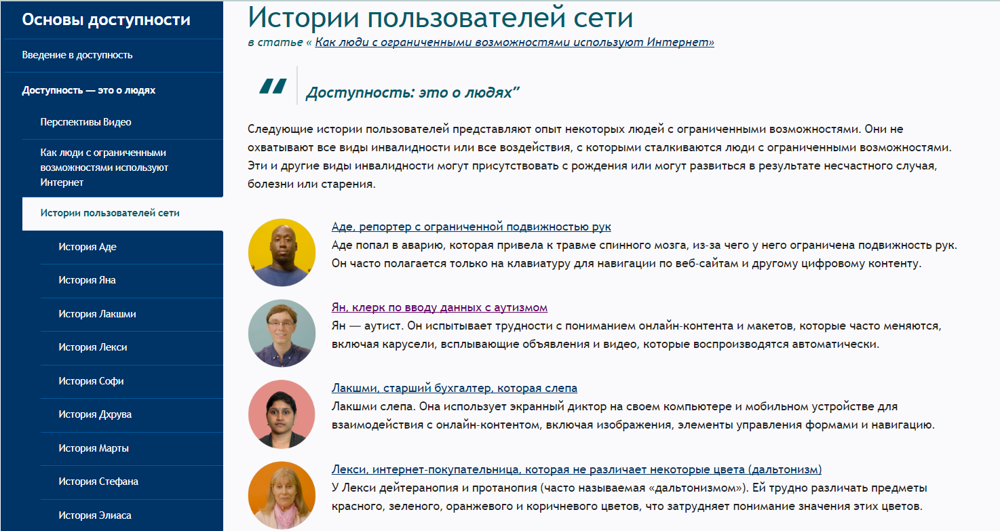 Основы доступности
Введение в доступность
Доступность — это о людях
Перспективы Видео
Как люди с ограниченными
возможностями используют
Интернет
Истории пользователей сети
История Аде
История Яна
История Лакшми
История Лекси
История Софи
История Дхрува
История Марты
История Стефана
История Элиаса
Истории пользователей сети
в статье « Как люди с ограниченными возможностями используют Интернет»
“ Доступность: это о людях”
Следующие истории пользователей представляют опыт некоторых людей с ограниченными возможностями. Они не
охватывают все виды инвалидности или все воздействия, с которыми сталкиваются люди с ограниченными возможностями.
Эти и другие виды инвалидности могут присутствовать с рождения или могут развиться в результате несчастного случая,
болезни или старения.
Аде, репортер с ограниченной подвижностью рук
Аде попал в аварию, которая привела к травме спинного мозга, из-за чего у него ограничена подвижность рук.
Он часто полагается только на клавиатуру для навигации по веб-сайтам и другому цифровому контенту.
Ян, клерк по вводу данных с аутизмом
Ян — аутист. Он испытывает трудности с пониманием онлайн-контента и макетов, которые часто меняются,
включая карусели, всплывающие объявления и видео, которые воспроизводятся автоматически.
Лакшми, старший бухгалтер, которая слепа
Лакшми слепа. Она использует экранный диктор на своем компьютере и мобильном устройстве для
взаимодействия с онлайн-контентом, включая изображения, элементы управления формами и навигацию.
Лекси, интернет-покупательница, которая не различает некоторые цвета (дальтонизм)
У Лекси дейтеранопия и протанопия (часто называемая «дальтонизмом»). Ей трудно различать предметы
красного, зеленого, оранжевого и коричневого цветов, что затрудняет понимание значения этих цветов.